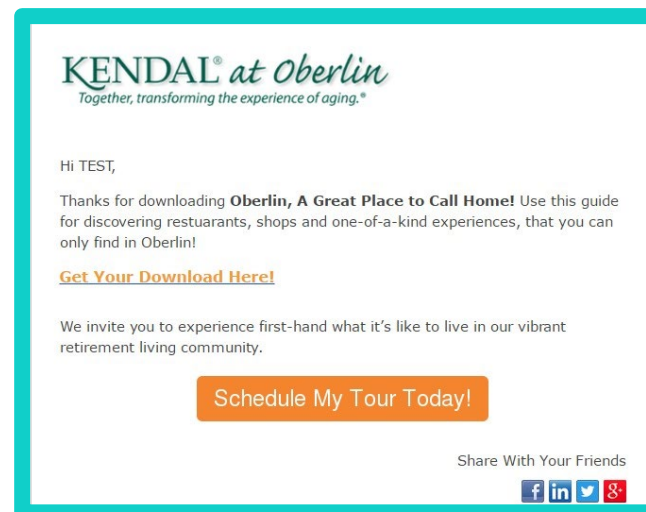 KENDAL® at Oberlin
Together, transforming the experience of aging.®
Hi TEST,
Thanks for downloading Oberlin, A Great Place to Call Home! Use this guide
for discovering restuarants, shops and one-of-a-kind experiences, that you can
only find in Oberlin!
Get Your Download Here!
We invite you to experience first-hand what it's like to live in our vibrant
retirement living community.
Schedule My Tour Today!
Share With Your Friends